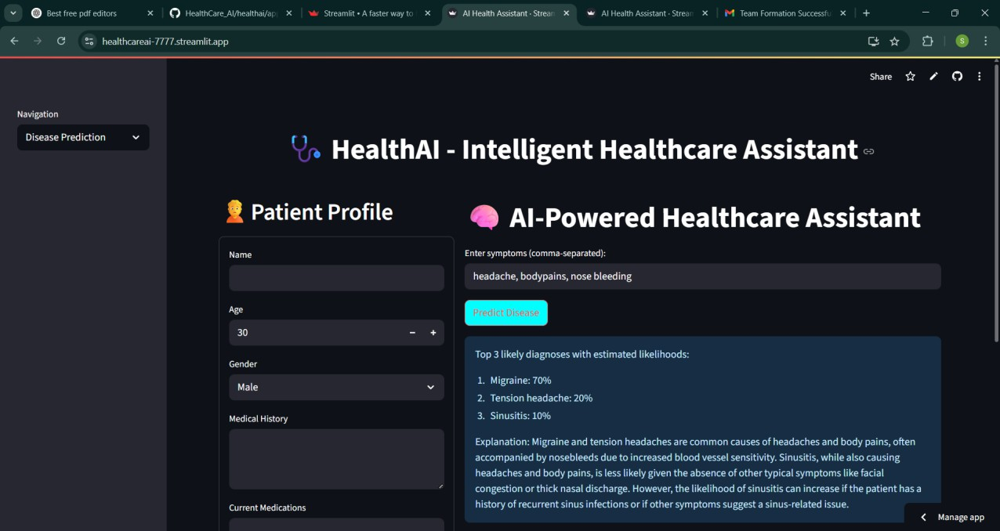 Best free pdf editors
HealthCare_AI/healthai/ap
Streamlit • A faster way to
AI Health Assistant · Stream
AI Health Assistant · Stream
Team Formation Successfu
healthcareai-7777.streamlit.app
S
Share
Navigation
Disease Prediction
HealthAI - Intelligent Healthcare Assistant
Patient Profile
Name
Age
30
Gender
Male
Medical History
Current Medications
AI-Powered Healthcare Assistant
Enter symptoms (comma-separated):
headache, bodypains, nose bleeding
Predict Disease
Top 3 likely diagnoses with estimated likelihoods:
1. Migraine: 70%
2. Tension headache: 20%
3. Sinusitis: 10%
Explanation: Migraine and tension headaches are common causes of headaches and body pains, often
accompanied by nosebleeds due to increased blood vessel sensitivity. Sinusitis, while also causing
headaches and body pains, is less likely given the absence of other typical symptoms like facial
congestion or thick nasal discharge. However, the likelihood of sinusitis can increase if the patient has a
history of recurrent sinus infections or if other symptoms suggest a sinus-related issue.
Manage app